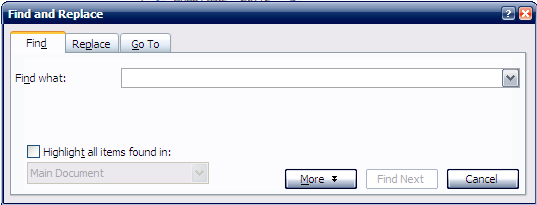 Find and Replace
Find Replace Go To
Find what:
Highlight all items found in:
Main Document
More Find Next Cancel